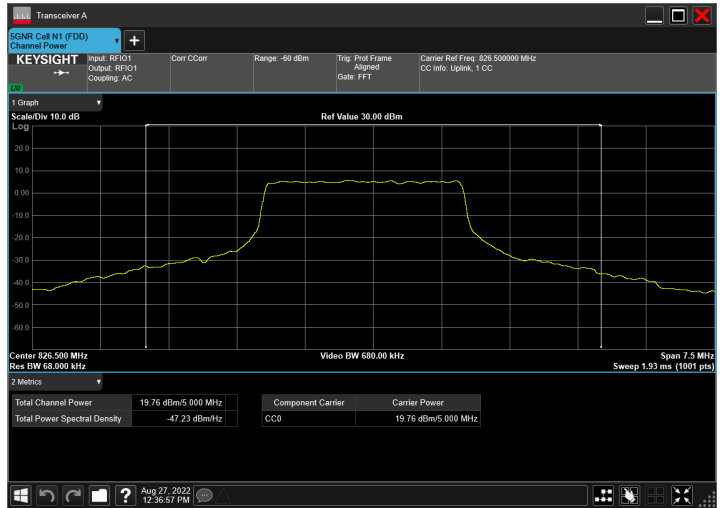 Transceiver A
5GNR Cell N1 (FDD)
Channel Power
KEYSIGHT
LXI
Input: RFIO1
Output: RFIO1
Coupling: AC
Corr CCorr
Range: -60 dBm
Trig: Prot Frame
Aligned
Gate: FFT
Carrier Ref Freq: 826.500000 MHz
CC Info: Uplink, 1 CC
1 Graph
Scale/Div 10.0 dB
Ref Value 30.00 dBm
Log
20.0
10.0
0.00
-10.0
-20.0
-30.0
-40.0
-50.0
-60.0
Center 826.500 MHz
Video BW 680.00 kHz
Span 7.5 MHz
Res BW 68.000 kHz
Sweep 1.93 ms (1001 pts)
2 Metrics
Total Channel Power 19.76 dBm/5.000 MHz
Total Power Spectral Density -47.23 dBm/Hz
Component Carrier Carrier Power
CC0 19.76 dBm/5.000 MHz
?
Aug 27, 2022
12:36:57 PM